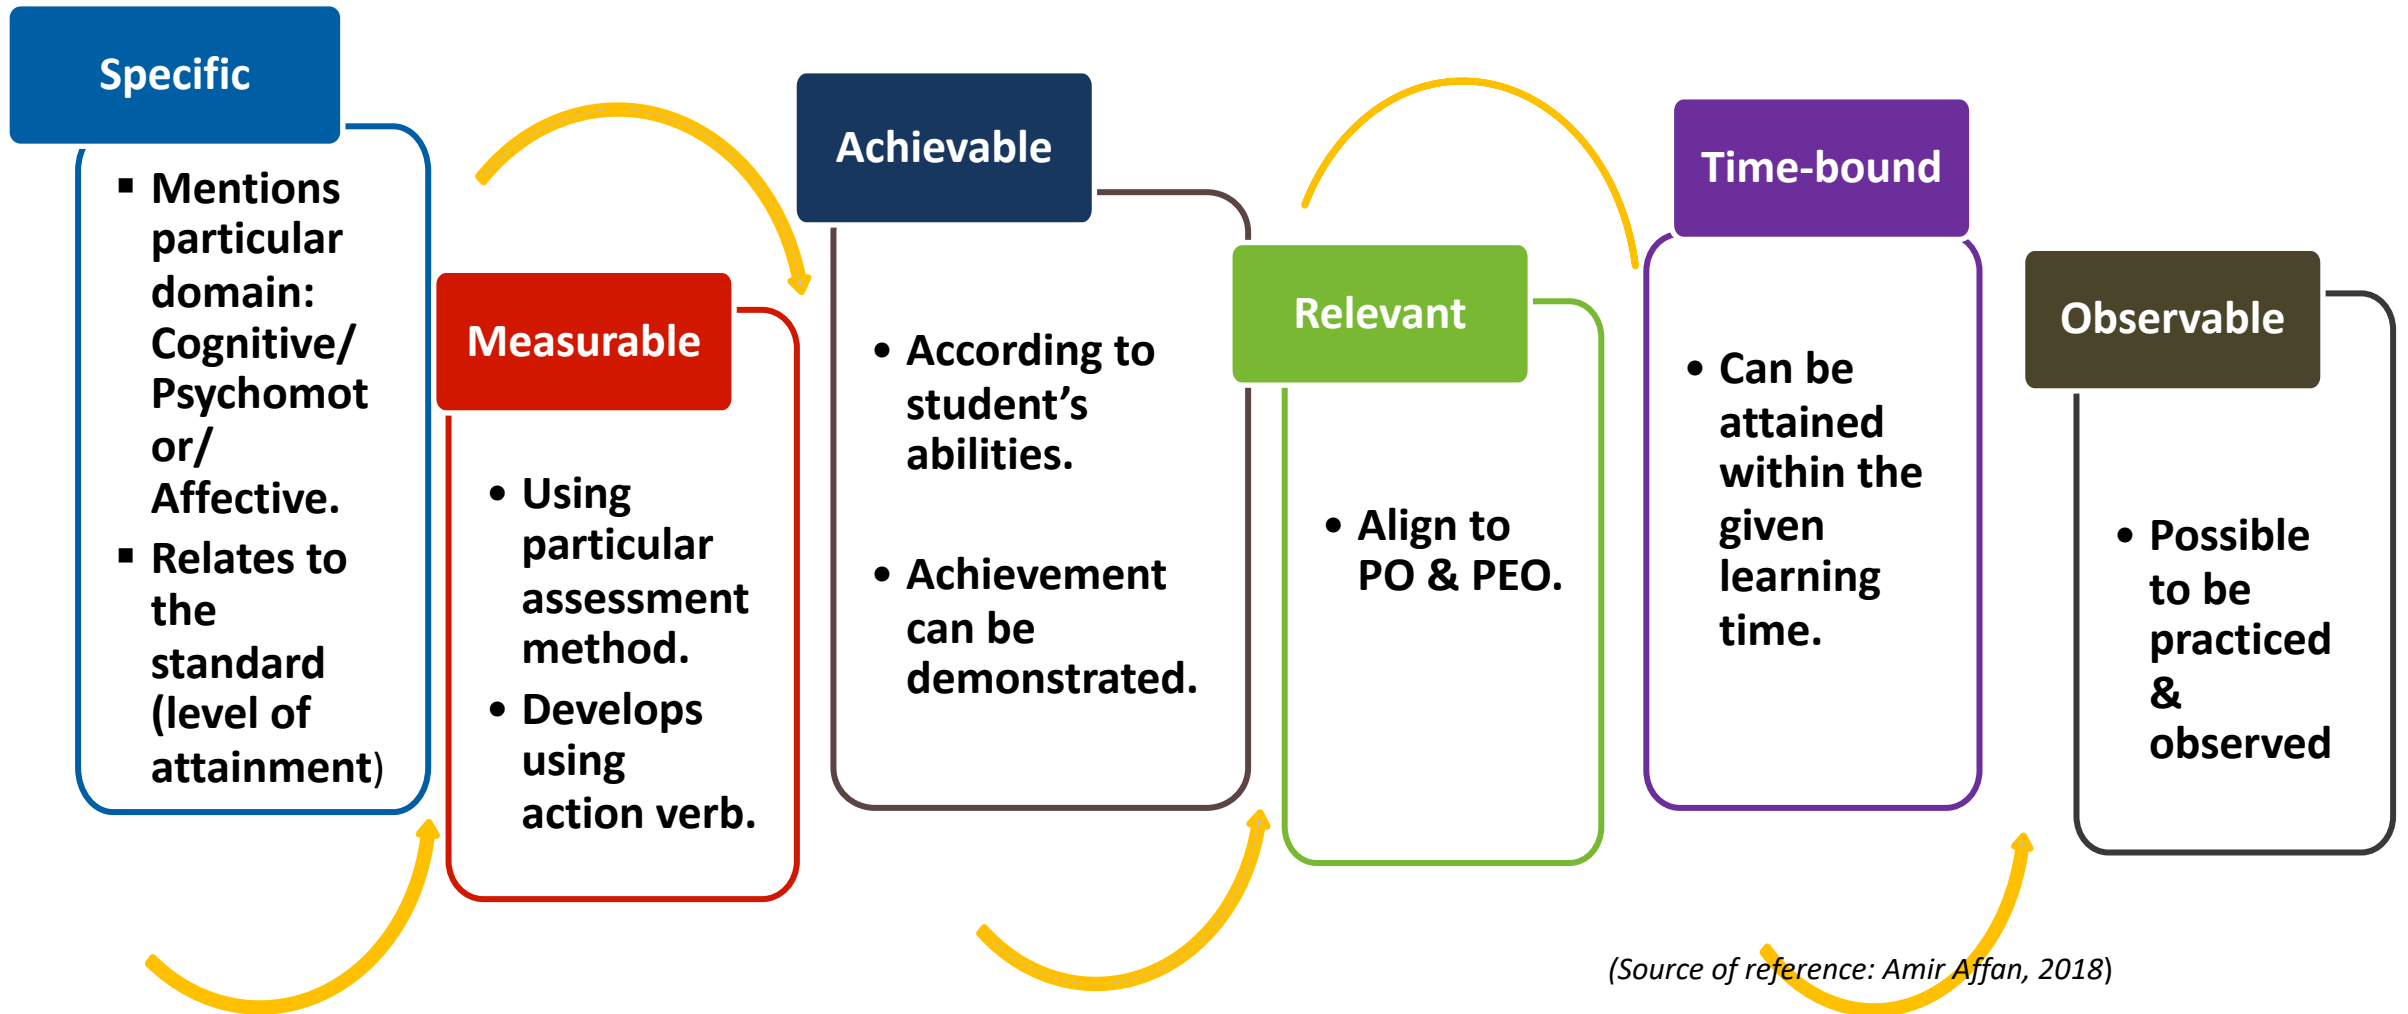 Specific
▪ Mentions
particular
domain:
Cognitive/
Psychomot
or/
Affective.
▪ Relates to
the
standard
(level of
attainment)
Measurable
• Using
particular
assessment
method.
• Develops
using
action verb.
Achievable
• According to
student’s
abilities.
• Achievement
can be
demonstrated.
Relevant
• Align to
PO & PEO.
Time-bound
• Can be
attained
within the
given
learning
time.
Observable
• Possible
to be
practiced
&
observed
(Source of reference: Amir Affan, 2018)